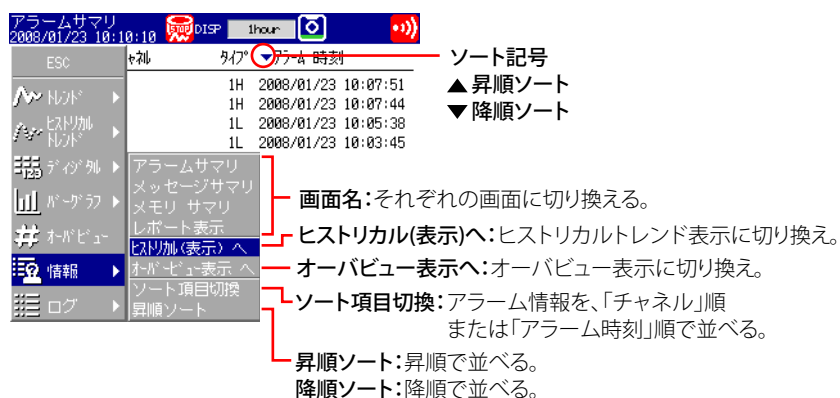 アラームサマリ
2008/01/23 10:10:10 STOP DISP 1hour
ESC
ャネル タイプ ▼アラーム 時刻
1H 2008/01/23 10:07:51
1H 2008/01/23 10:07:44
1L 2008/01/23 10:05:38
1L 2008/01/23 10:03:45
トレンド
ヒストリカル
トレンド
ディジタル
バーグラフ
オーバビュー
情報
ログ
アラームサマリ
メッセージサマリ
メモリ サマリ
レポート表示
ヒストリカル(表示) へ
オーバービュー表示 へ
ソート項目切換
昇順ソート
ソート記号
▲ 昇順ソート
▼ 降順ソート
画面名：それぞれの画面に切り換える。
ヒストリカル(表示)へ：ヒストリカルトレンド表示に切り換え。
オーバビュー表示へ：オーバビュー表示に切り換え。
ソート項目切換：アラーム情報を、「チャネル」順
または「アラーム時刻」順で並べる。
昇順ソート：昇順で並べる。
降順ソート：降順で並べる。